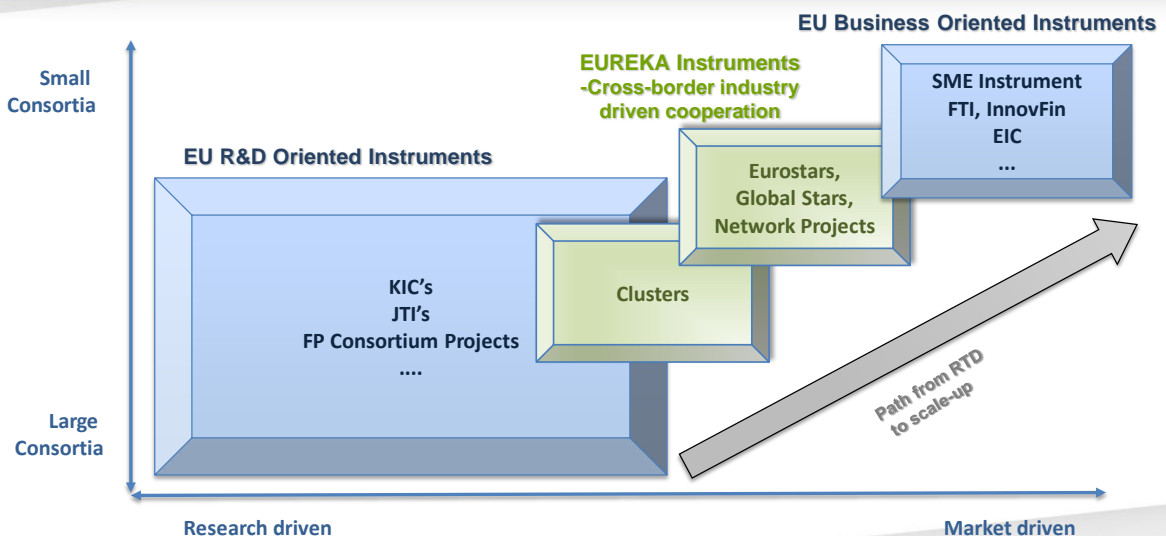 EU Business Oriented Instruments
Small
Consortia
EUREKA Instruments
-Cross-border industry
driven cooperation
SME Instrument
FTI, InnovFin
EIC
...
EU R&D Oriented Instruments
Eurostars,
Global Stars,
Network Projects
KIC's
JTI's
FP Consortium Projects
....
Clusters
Path from RTD
to scale-up
Large
Consortia
Research driven
Market driven